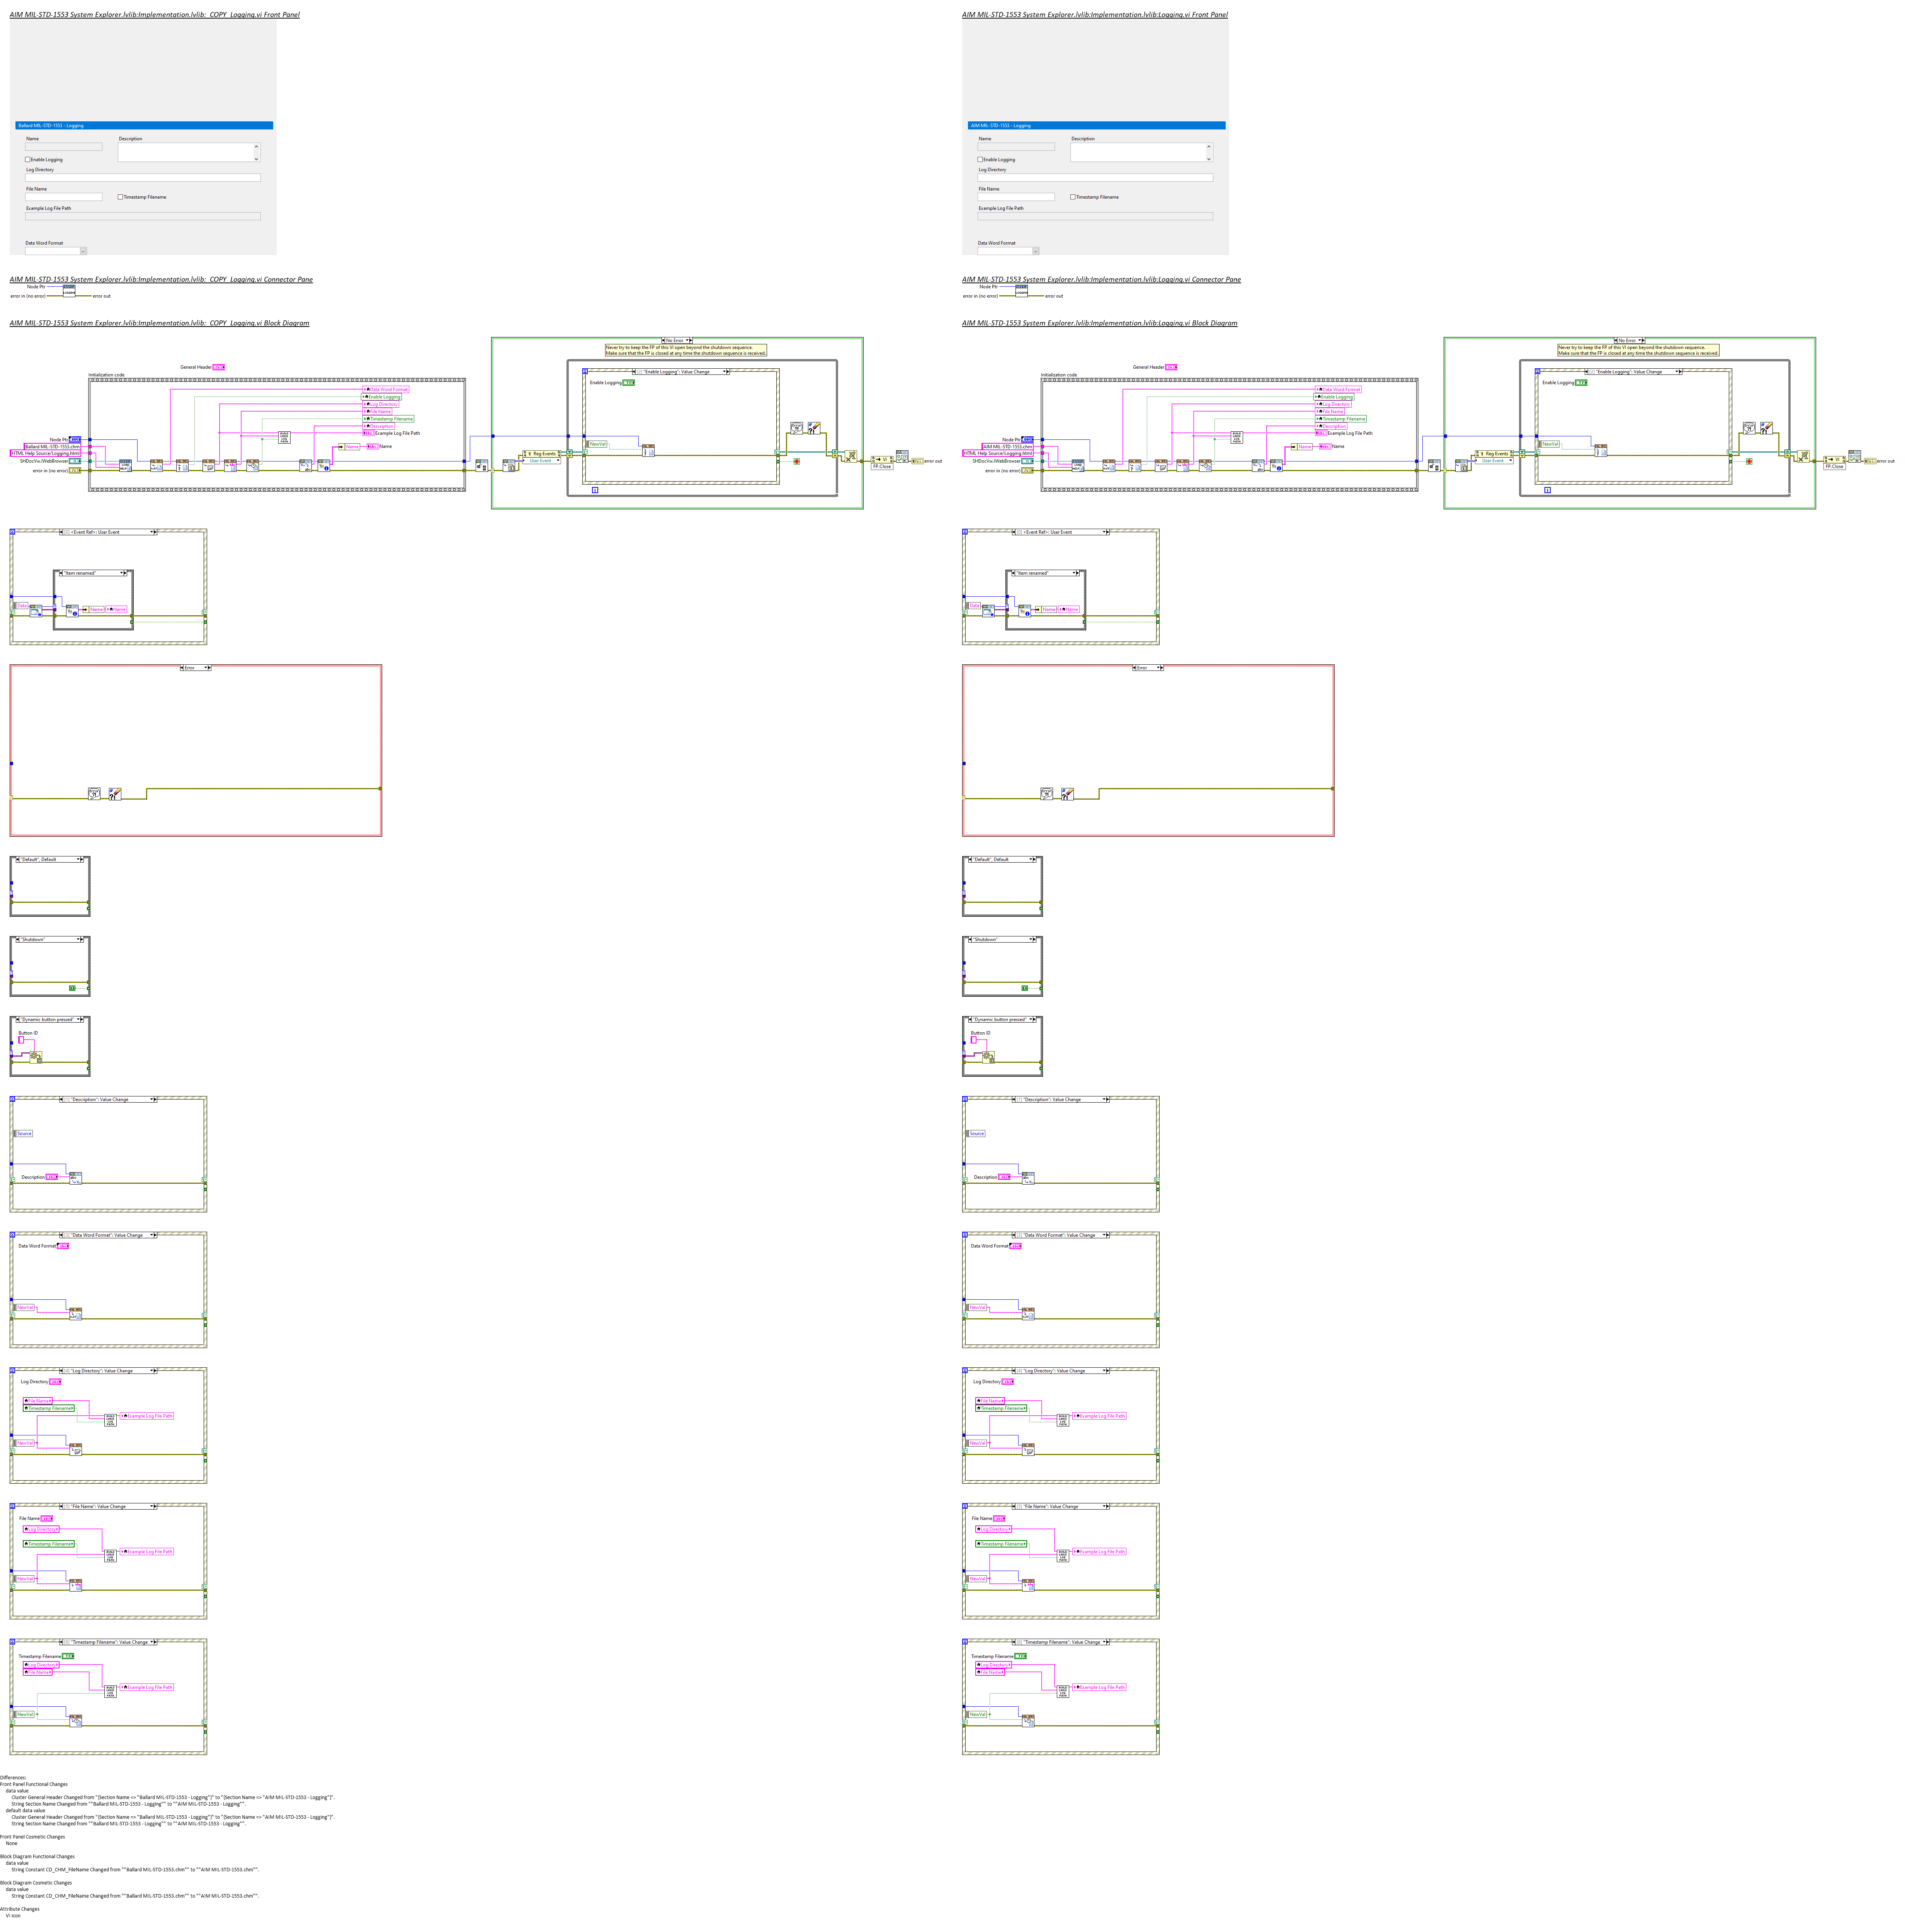 AIM MIL-STD-1553 System Explorer.lvlib:Implementation.lvlib:_COPY_Logging.vi Front Panel
Ballard MIL-STD-1553 - Logging
Name
Description
Enable Logging
Log Directory
File Name
Timestamp Filename
Example Log File Path
Data Word Format
AIM MIL-STD-1553 System Explorer.lvlib:Implementation.lvlib:_COPY_Logging.vi Connector Pane
Node Ptr
error in (no error)
error out
AIM MIL-STD-1553 System Explorer.lvlib:Implementation.lvlib:_COPY_Logging.vi Block Diagram
No Error
Never try to keep the FP of this VI open beyond the shutdown sequence.
Make sure that the FP is closed at any time the shutdown sequence is received.
General Header
Initialization code
"Enable Logging": Value Change
Enable Logging
Data Word Format
Enable Logging
Log Directory
File Name
Timestamp Filename
Description
Example Log File Path
Node Ptr
Ballard MIL-STD-1553.chm
HTML Help Source/Logging.html
SHDocVw.IWebBrowser
error in (no error)
Name
Name
NewVal
Reg Events
User Event
FP.Close
error out
[0] <Event Ref>: User Event
"Item renamed"
Data
Name
Name
Error
"Default", Default
"Shutdown"
"Dynamic button pressed"
Button ID
"Description": Value Change
Source
Description
"Data Word Format": Value Change
Data Word Format
NewVal
"Log Directory": Value Change
Log Directory
File Name
Timestamp Filename
Example Log File Path
NewVal
"File Name": Value Change
File Name
Log Directory
Timestamp Filename
Example Log File Path
NewVal
"Timestamp Filename": Value Change
Timestamp Filename
Log Directory
File Name
Example Log File Path
NewVal
AIM MIL-STD-1553 System Explorer.lvlib:Implementation.lvlib:Logging.vi Front Panel
AIM MIL-STD-1553 - Logging
Name
Description
Enable Logging
Log Directory
File Name
Timestamp Filename
Example Log File Path
Data Word Format
AIM MIL-STD-1553 System Explorer.lvlib:Implementation.lvlib:Logging.vi Connector Pane
Node Ptr
error in (no error)
error out
AIM MIL-STD-1553 System Explorer.lvlib:Implementation.lvlib:Logging.vi Block Diagram
No Error
Never try to keep the FP of this VI open beyond the shutdown sequence.
Make sure that the FP is closed at any time the shutdown sequence is received.
General Header
Initialization code
"Enable Logging": Value Change
Enable Logging
Data Word Format
Enable Logging
Log Directory
File Name
Timestamp Filename
Description
Example Log File Path
Node Ptr
AIM MIL-STD-1553.chm
HTML Help Source/Logging.html
SHDocVw.IWebBrowser
error in (no error)
Name
Name
NewVal
Reg Events
User Event
FP.Close
error out
[0] <Event Ref>: User Event
"Item renamed"
Data
Name
Name
Error
"Default", Default
"Shutdown"
"Dynamic button pressed"
Button ID
"Description": Value Change
Source
Description
"Data Word Format": Value Change
Data Word Format
NewVal
"Log Directory": Value Change
Log Directory
File Name
Timestamp Filename
Example Log File Path
NewVal
"File Name": Value Change
File Name
Log Directory
Timestamp Filename
Example Log File Path
NewVal
"Timestamp Filename": Value Change
Timestamp Filename
Log Directory
File Name
Example Log File Path
NewVal
Differences:
Front Panel Functional Changes
data value
Cluster General Header Changed from "[Section Name => "Ballard MIL-STD-1553 - Logging"]" to "[Section Name => "AIM MIL-STD-1553 - Logging"]".
String Section Name Changed from ""Ballard MIL-STD-1553 - Logging"" to ""AIM MIL-STD-1553 - Logging"".
default data value
Cluster General Header Changed from "[Section Name => "Ballard MIL-STD-1553 - Logging"]" to "[Section Name => "AIM MIL-STD-1553 - Logging"]".
String Section Name Changed from ""Ballard MIL-STD-1553 - Logging"" to ""AIM MIL-STD-1553 - Logging"".
Front Panel Cosmetic Changes
None
Block Diagram Functional Changes
data value
String Constant CD_CHM_FileName Changed from ""Ballard MIL-STD-1553.chm"" to ""AIM MIL-STD-1553.chm"".
Block Diagram Cosmetic Changes
data value
String Constant CD_CHM_FileName Changed from ""Ballard MIL-STD-1553.chm"" to ""AIM MIL-STD-1553.chm"".
Attribute Changes
VI icon